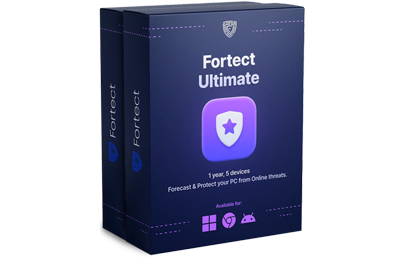 Fortect
Ultimate
1 year, 5 devices
Forecast & Protect your PC from Online threats.
Available for:
Fortect
Fortect